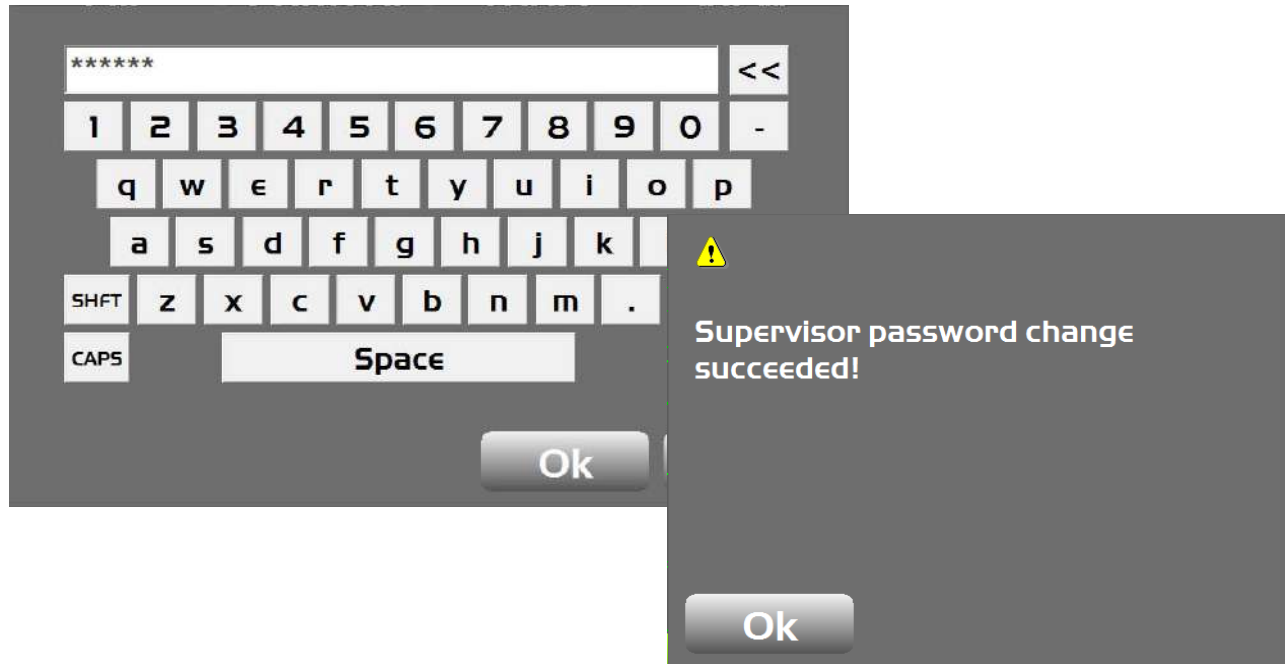 ******
<<
1 2 3 4 5 6 7 8 9 0 -
q w e r t y u i o p
a s d f g h j k
SHFT z x c v b n m .
CAPS Space
Ok
Supervisor password change
succeeded!
Ok